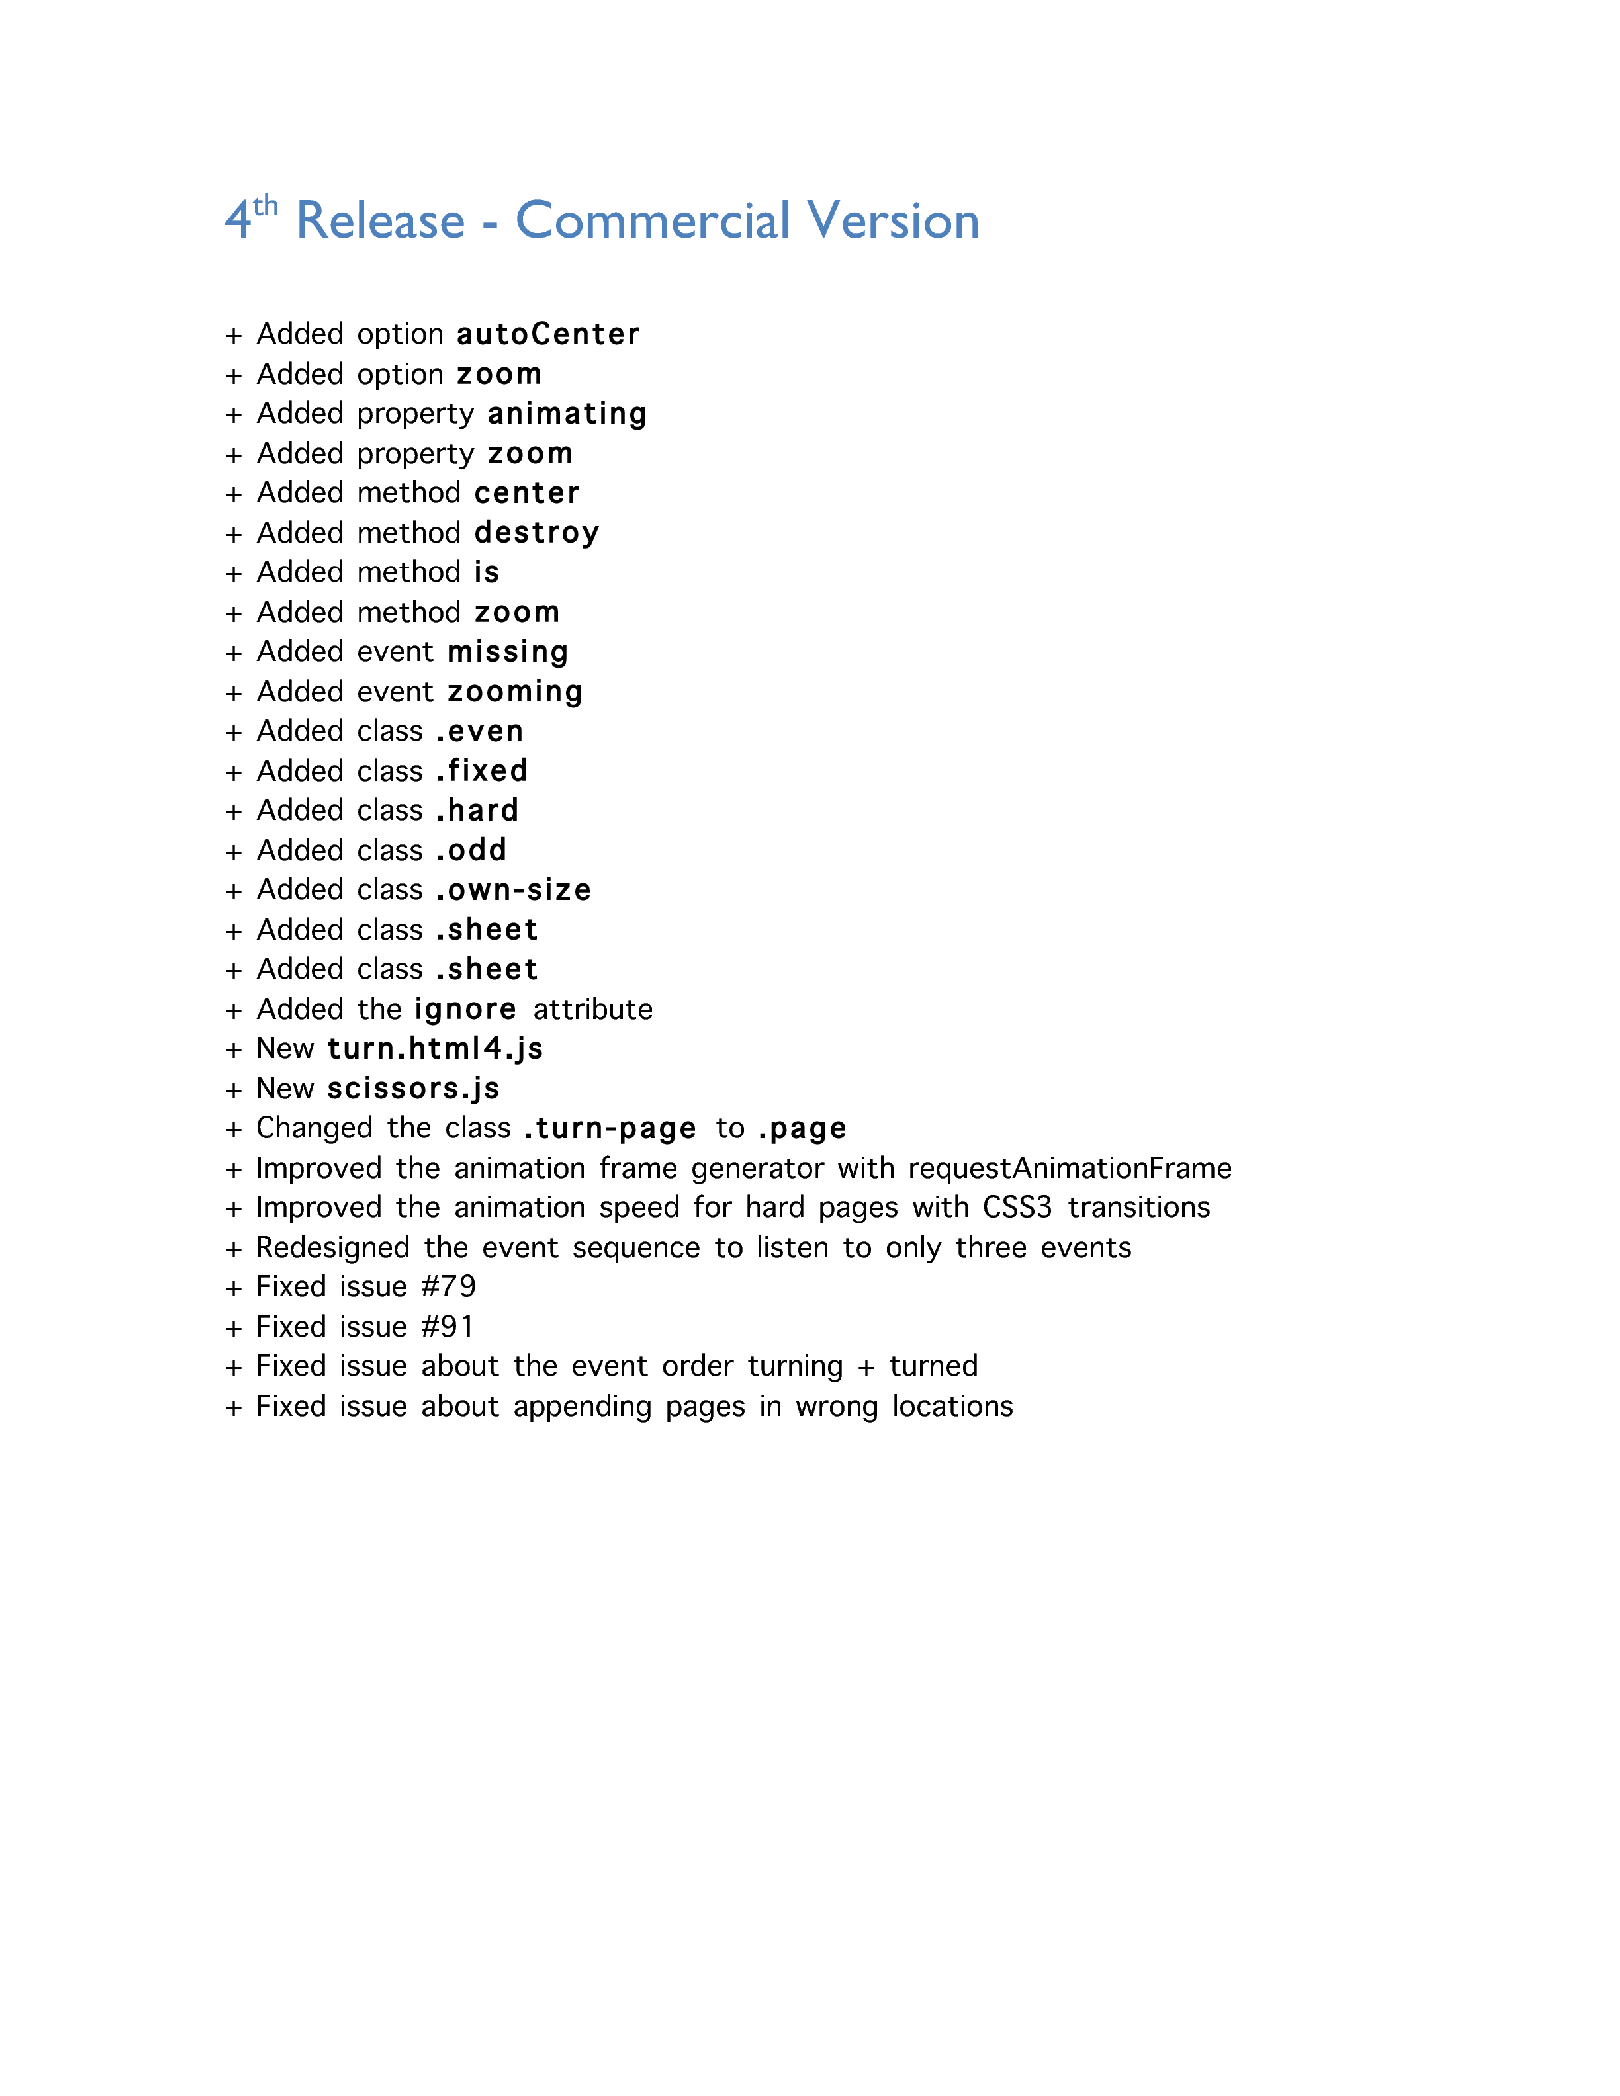 4th Release - Commercial Version
+ Added option autoCenter
+ Added option zoom
+ Added property animating
+ Added property zoom
+ Added method center
+ Added method destroy
+ Added method is
+ Added method zoom
+ Added event missing
+ Added event zooming
+ Added class .even
+ Added class .fixed
+ Added class .hard
+ Added class .odd
+ Added class .own-size
+ Added class .sheet
+ Added class .sheet
+ Added the ignore attribute
+ New turn.html4.js
+ New scissors.js
+ Changed the class .turn-page to .page
+ Improved the animation frame generator with requestAnimationFrame
+ Improved the animation speed for hard pages with CSS3 transitions
+ Redesigned the event sequence to listen to only three events
+ Fixed issue #79
+ Fixed issue #91
+ Fixed issue about the event order turning + turned
+ Fixed issue about appending pages in wrong locations